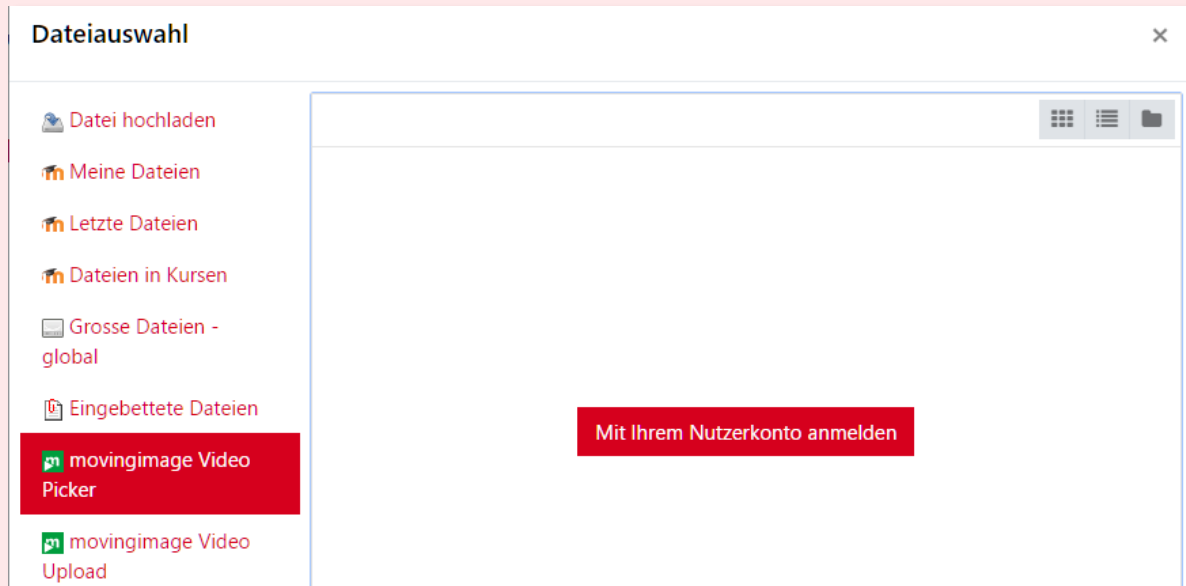 Dateiauswahl
×
Datei hochladen
Meine Dateien
Letzte Dateien
Dateien in Kursen
Grosse Dateien -
global
Eingebettete Dateien
movingimage Video
Picker
movingimage Video
Upload
Mit Ihrem Nutzerkonto anmelden